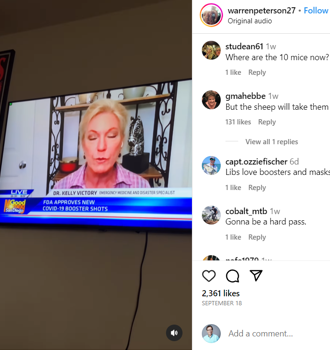 warrenpeterson27 • Follow
Original audio
studean61 1w
Where are the 10 mice now?
1 like Reply
gmahebbe 1w
But the sheep will take them
131 likes Reply
View all 1 replies
capt.ozziefischer 6d
Libs love boosters and masks
1 like Reply
cobalt_mtb 1w
Gonna be a hard pass.
1 like Reply
DR. KELLY VICTORY EMERGENCY MEDICINE AND DISASTER SPECIALIST
LIVE
Good
FDA APPROVES NEW
COVID-19 BOOSTER SHOTS
2,361 likes
SEPTEMBER 18
Add a comment...